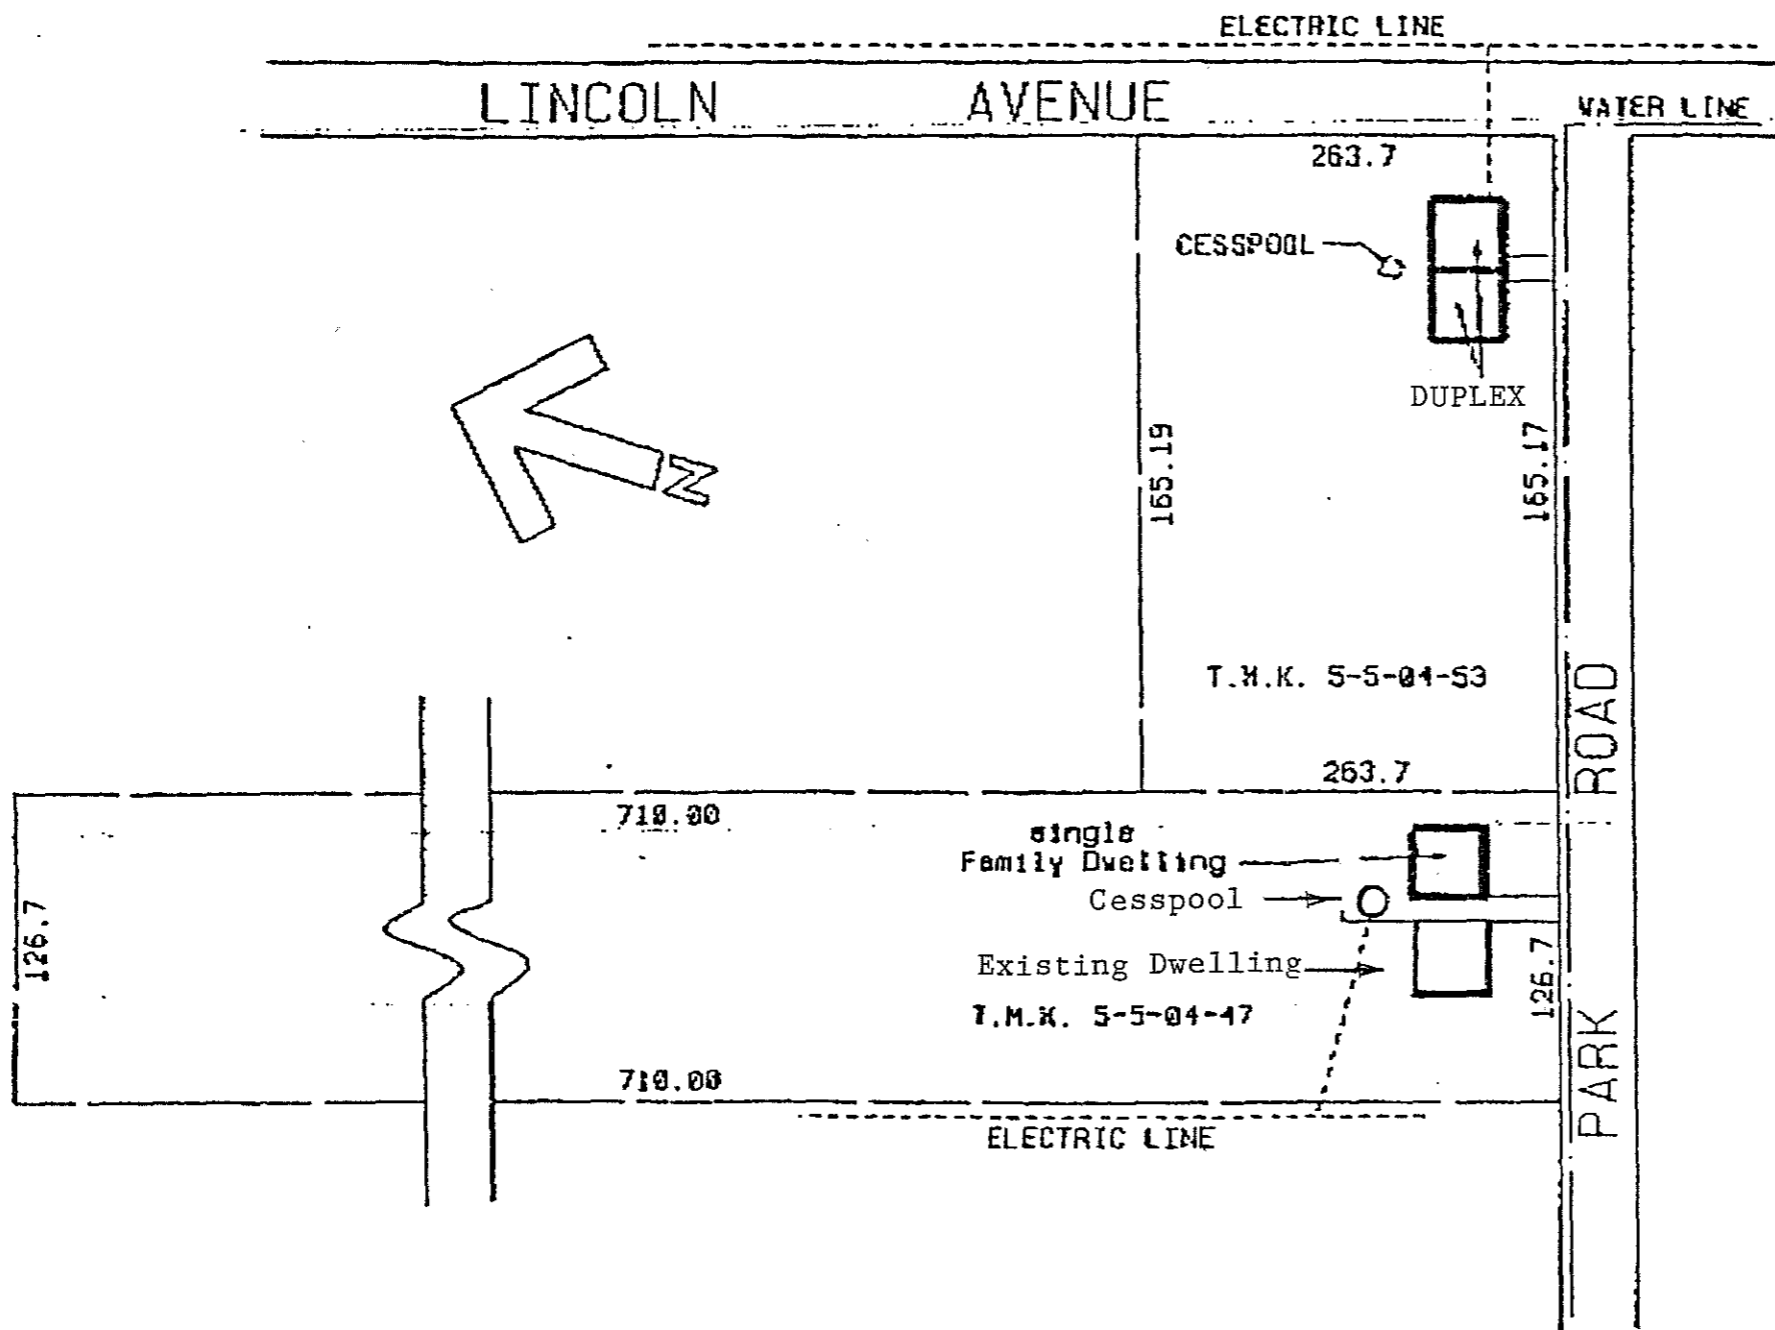 ELECTRIC LINE
LINCOLN AVENUE
WATER LINE
263.7
CESSPOOL
DUPLEX
165.19
165.17
N
T.M.K. 5-5-04-53
ROAD
263.7
710.00
single
Family Dwelling
Cesspool
126.7
Existing Dwelling
126.7
T.M.K. 5-5-04-47
PARK
710.00
ELECTRIC LINE